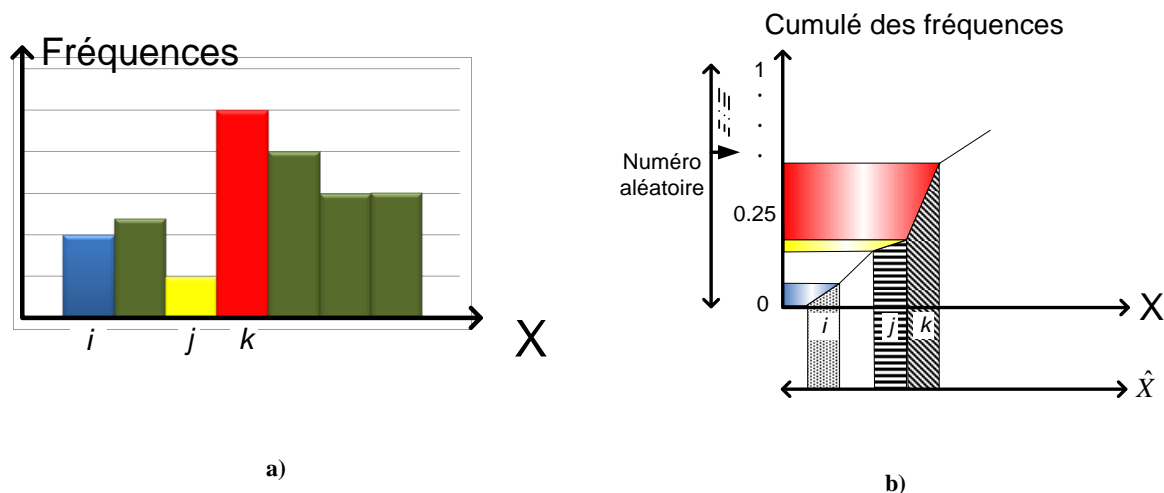 Fréquences
i j k
X
a)
Cumulé des fréquences
1
.
.
.
0.25
0
Numéro
aléatoire
X
i j k
X̂
b)